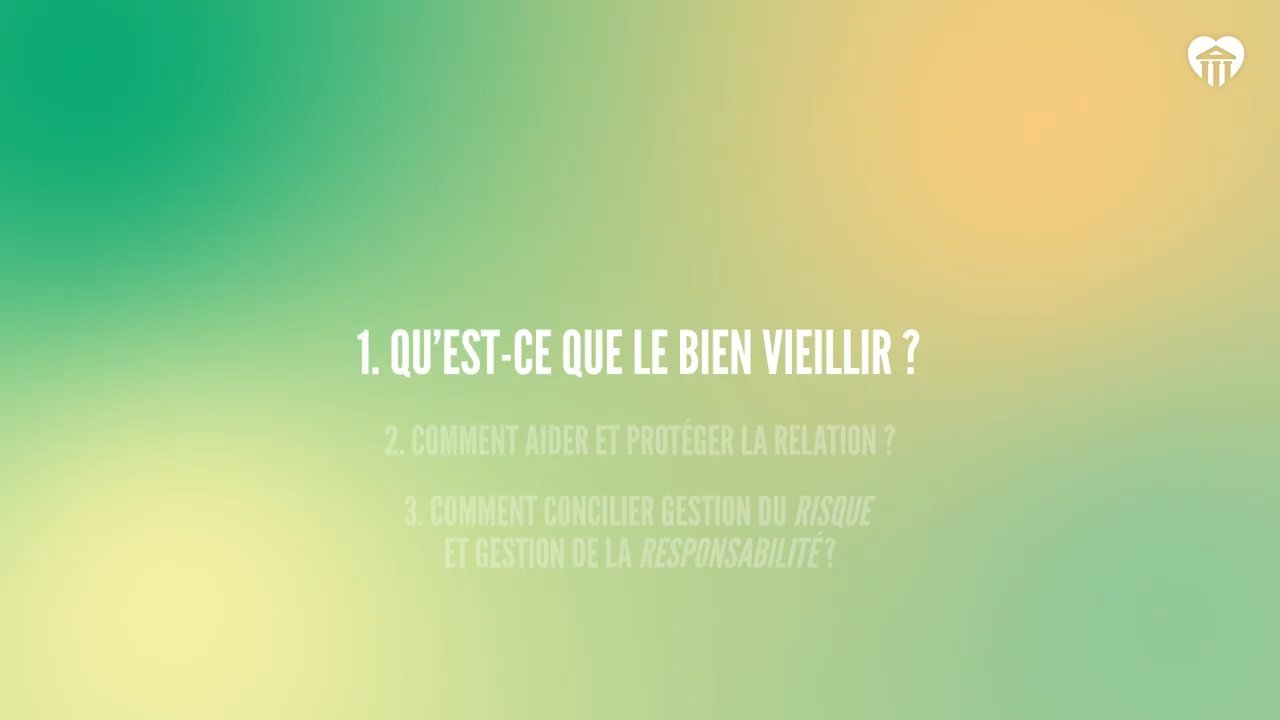 1. QU’EST-CE QUE LE BIEN VIEILLIR ?
2. COMMENT AIDER ET PROTÉGER LA RELATION ?
3. COMMENT CONCILIER GESTION DU RISQUE
ET GESTION DE LA RESPONSABILITÉ ?